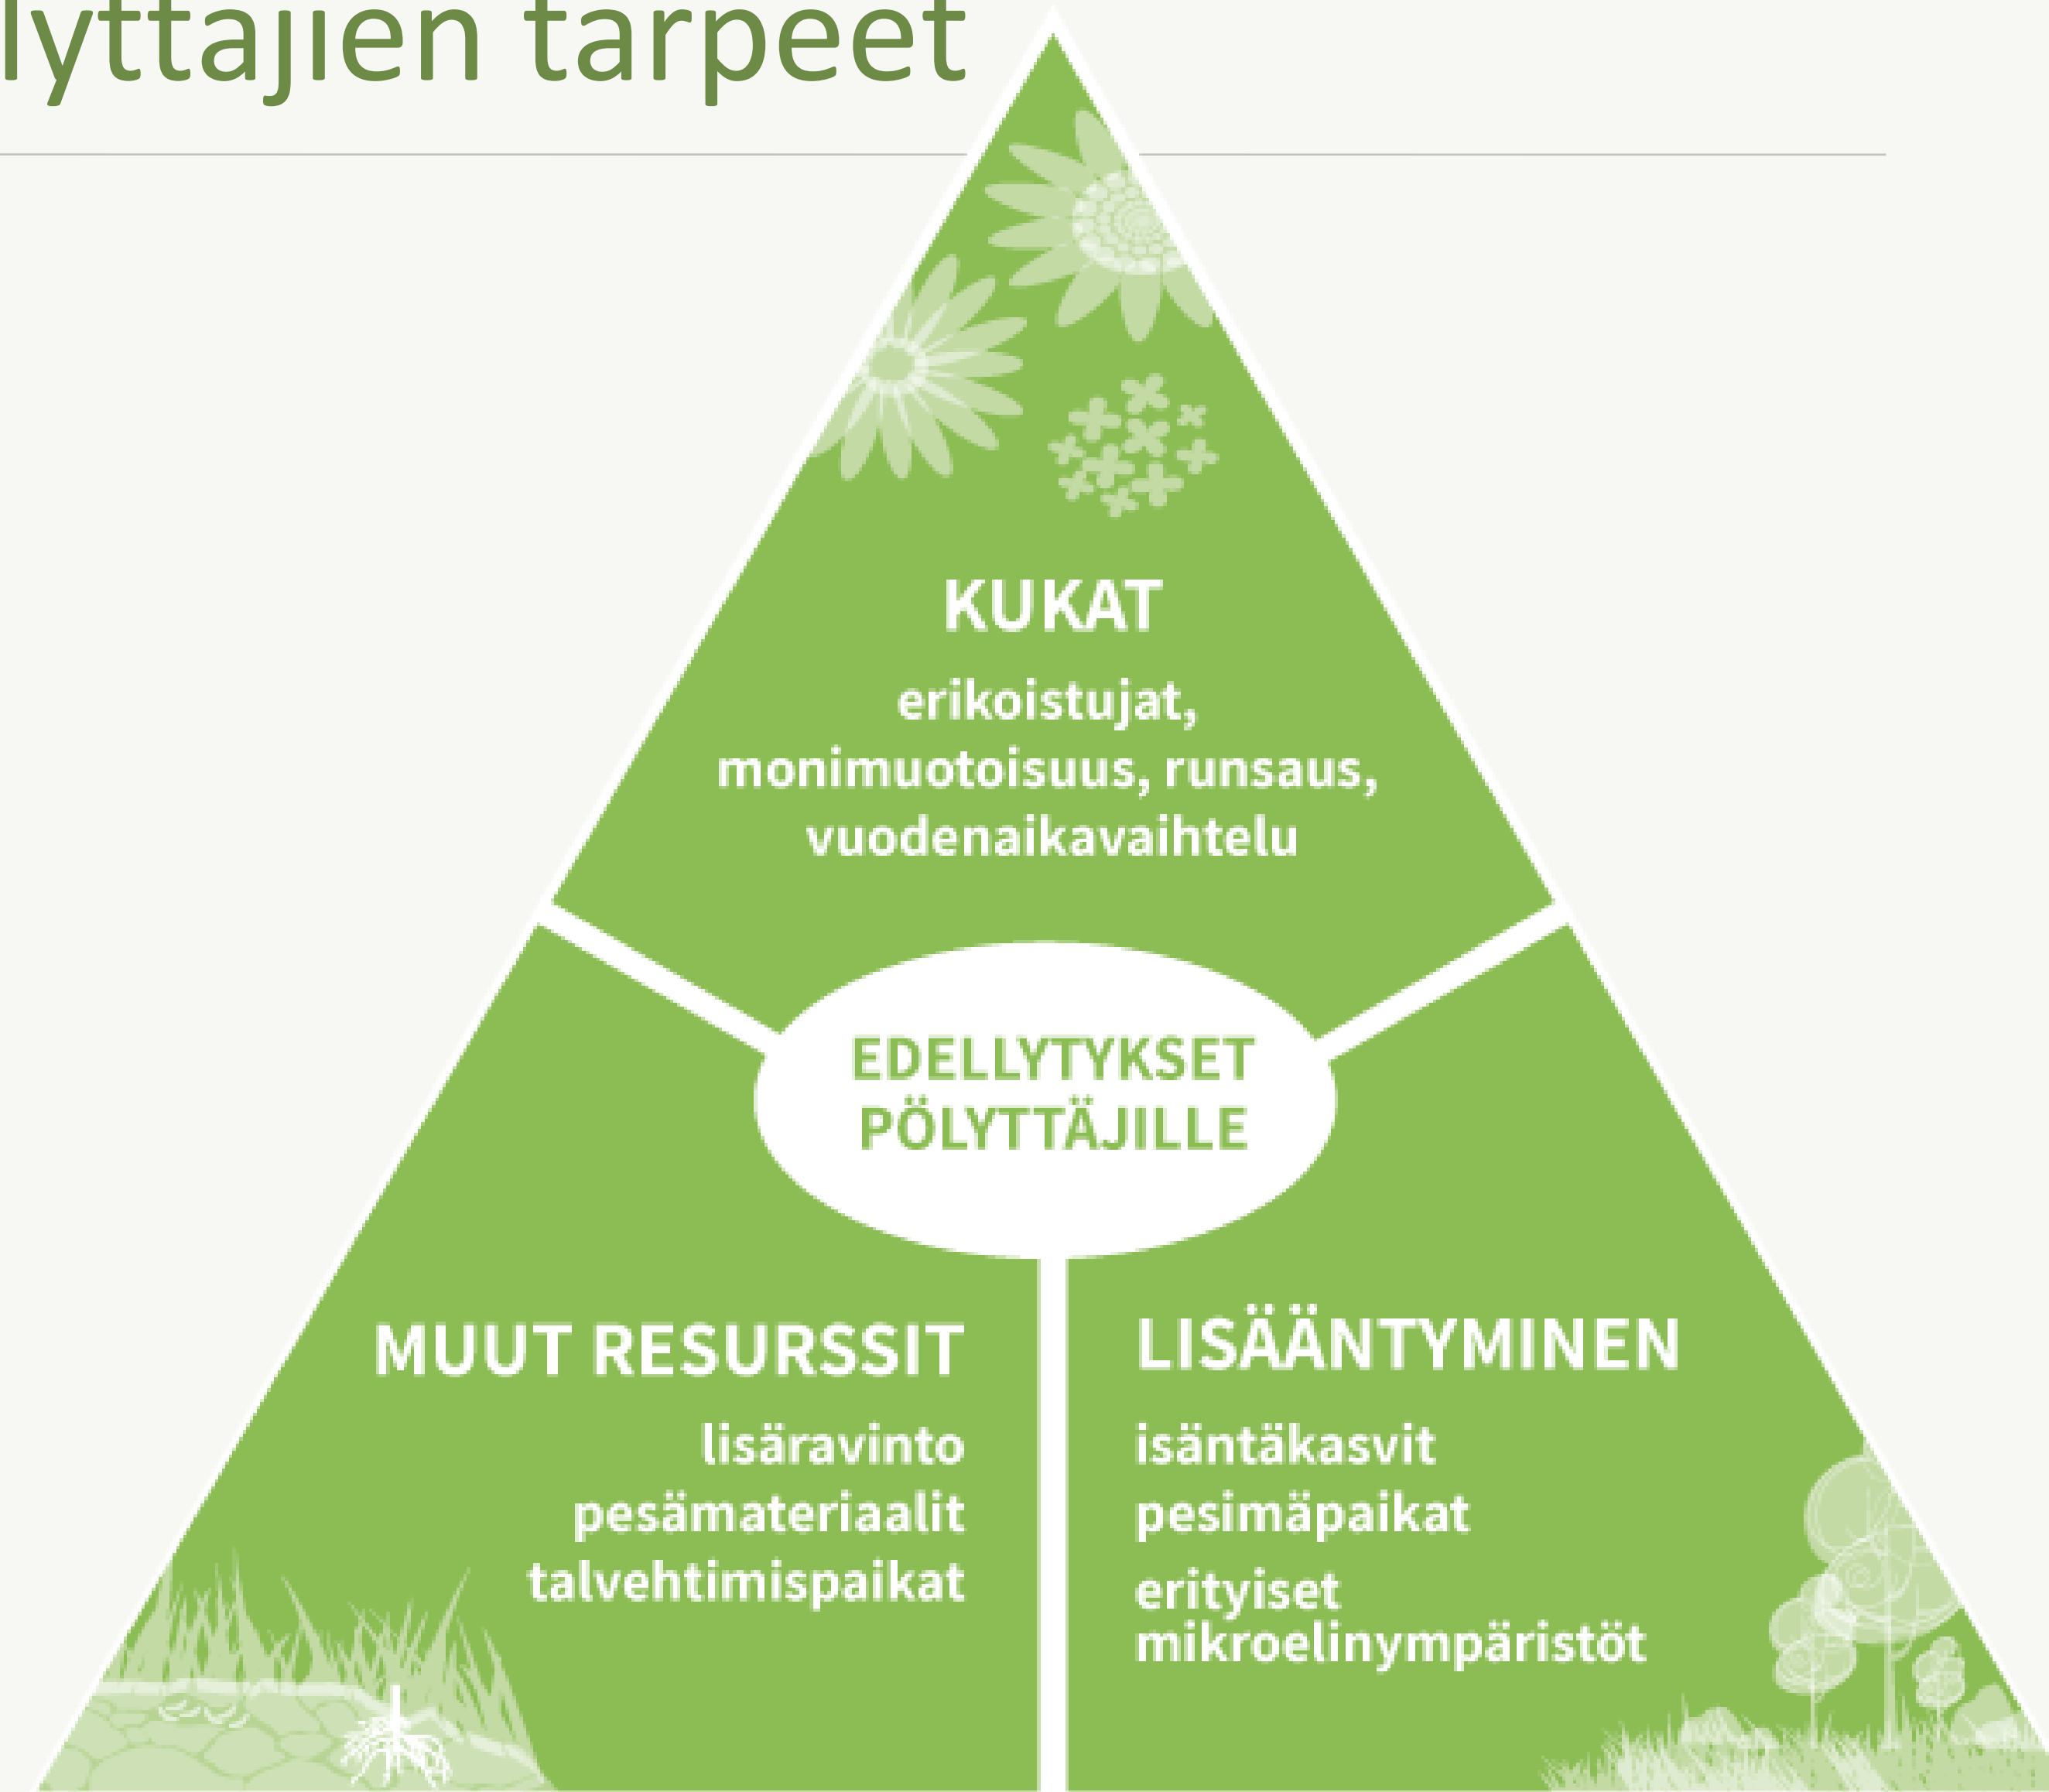 lyttäjien tarpeet
KUKAT
erikoistujat,
monimuotoisuus, runsaus,
vuodenaikavaihtelu
EDELLYTYKSET
PÖLYTTÄJILLE
MUUT RESURSSIT
lisäravinto
pesämateriaalit
talvehtimispaikat
LISÄÄNTYMINEN
isäntäkasvit
pesimäpaikat
erityiset
mikroelinympäristöt